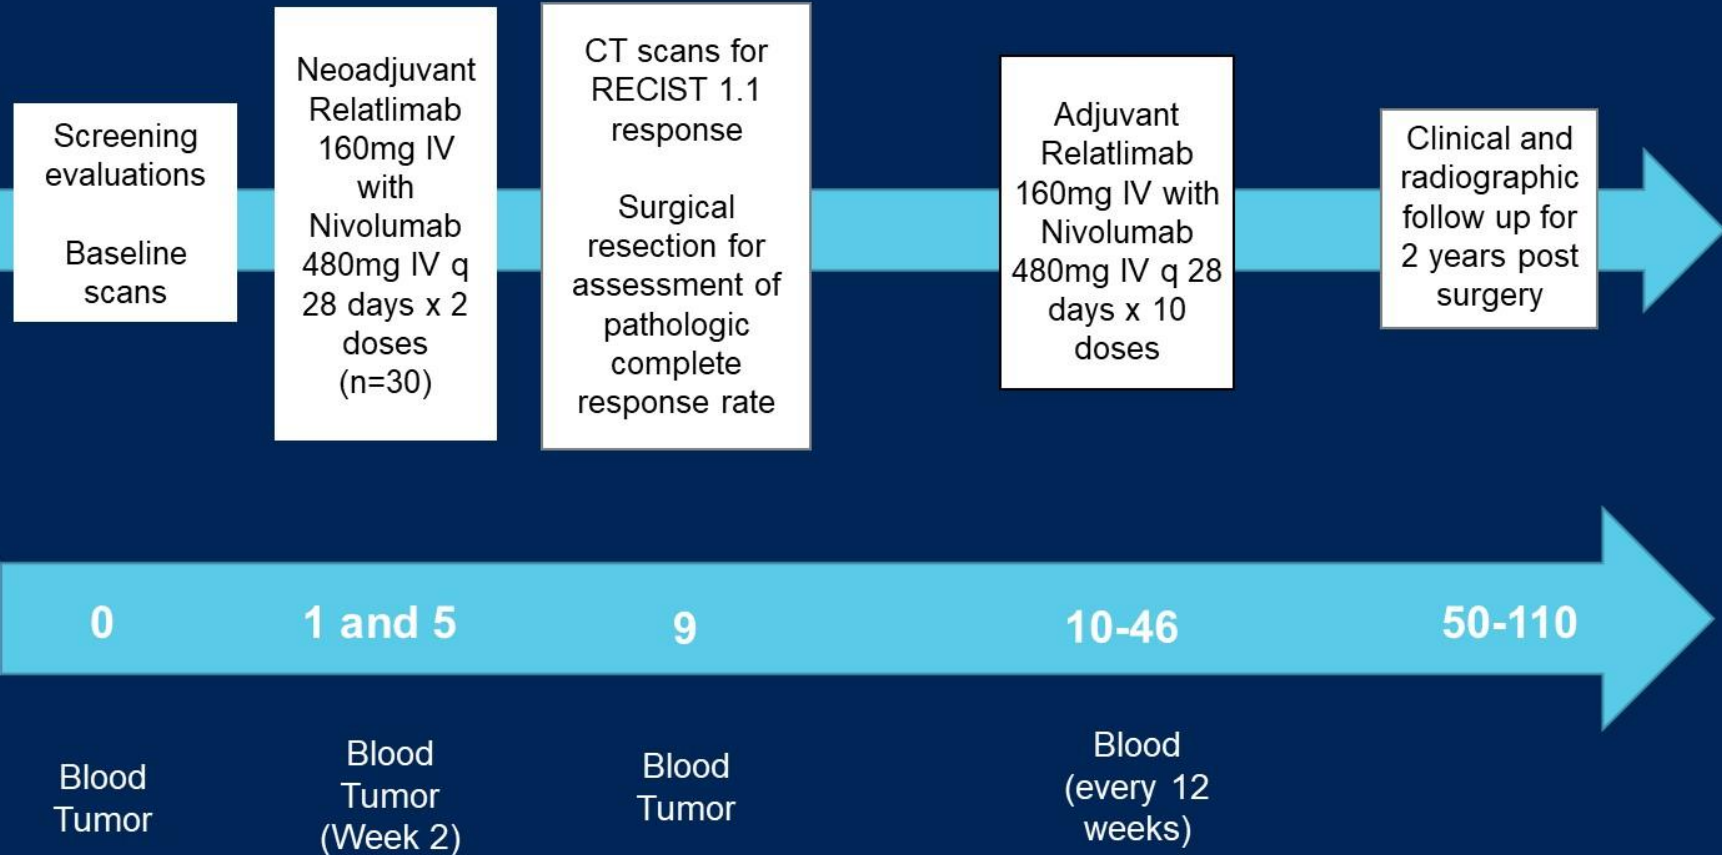 Screening
evaluations
Baseline
scans
Neoadjuvant
Relatlimab
160mg IV
with
Nivolumab
480mg IV q
28 days x 2
doses
(n=30)
CT scans for
RECIST 1.1
response
Surgical
resection for
assessment of
pathologic
complete
response rate
Adjuvant
Relatlimab
160mg IV with
Nivolumab
480mg IV q 28
days x 10
doses
Clinical and
radiographic
follow up for
2 years post
surgery
0
1 and 5
9
10-46
50-110
Blood
Tumor
Blood
Tumor
(Week 2)
Blood
Tumor
Blood
(every 12
weeks)